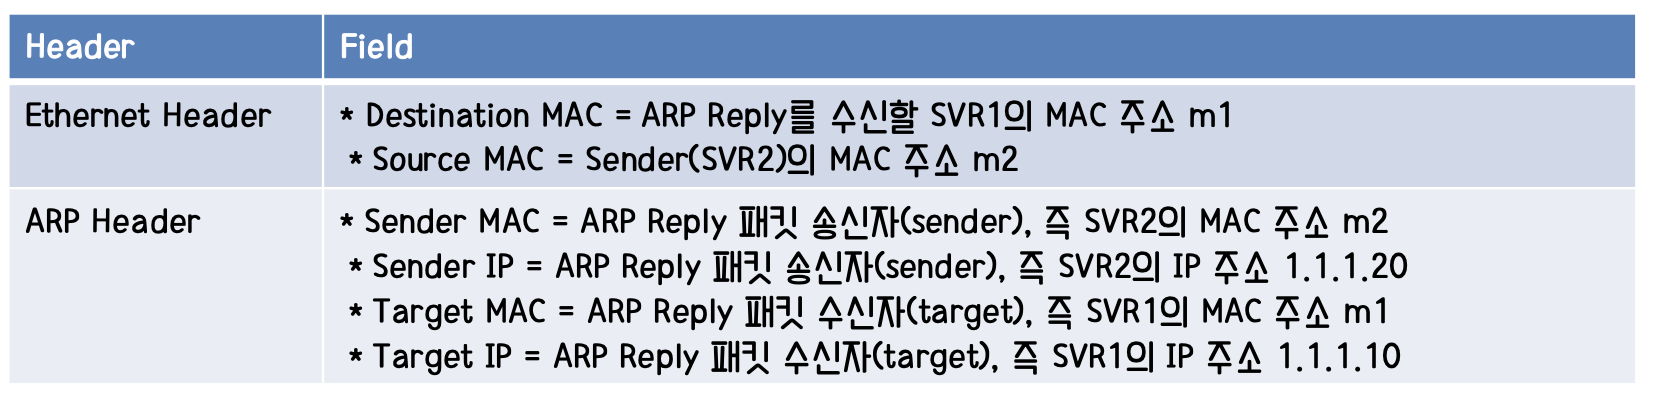 Header Field
Ethernet Header * Destination MAC = ARP Reply를 수신할 SVR1의 MAC 주소 m1
* Source MAC = Sender(SVR2)의 MAC 주소 m2
ARP Header * Sender MAC = ARP Reply 패킷 송신자(sender), 즉 SVR2의 MAC 주소 m2
* Sender IP = ARP Reply 패킷 송신자(sender), 즉 SVR2의 IP 주소 1.1.1.20
* Target MAC = ARP Reply 패킷 수신자(target), 즉 SVR1의 MAC 주소 m1
* Target IP = ARP Reply 패킷 수신자(target), 즉 SVR1의 IP 주소 1.1.1.10